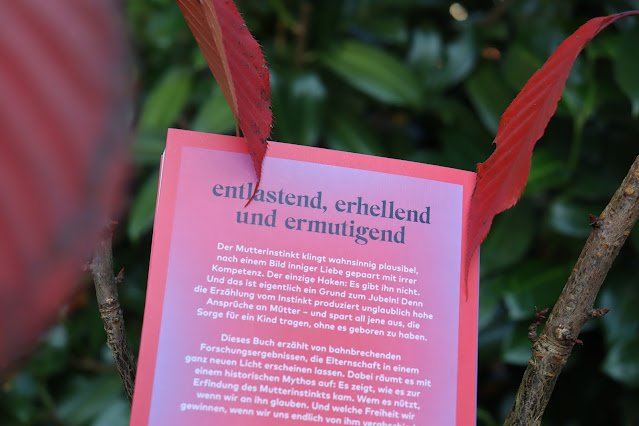 entlastend, erhellend
und ermutigend
Der Mutterinstinkt klingt wahnsinnig plausibel,
nach einem Bild inniger Liebe gepaart mit irrer
Kompetenz. Der einzige Haken: Es gibt ihn nicht.
Und das ist eigentlich ein Grund zum Jubeln! Denn
die Erzählung vom Instinkt produziert unglaublich hohe
Ansprüche an Mütter – und spart all jene aus, die
Sorge für ein Kind tragen, ohne es geboren zu haben.
Dieses Buch erzählt von bahnbrechenden
Forschungsergebnissen, die Elternschaft in einem
ganz neuen Licht erscheinen lassen. Dabei räumt es mit
einem historischen Mythos auf: Es zeigt, wie es zur
Erfindung des Mutterinstinkts kam. Wem es nützt,
wenn wir an ihn glauben. Und welche Freiheit wir
gewinnen, wenn wir uns endlich von ihm